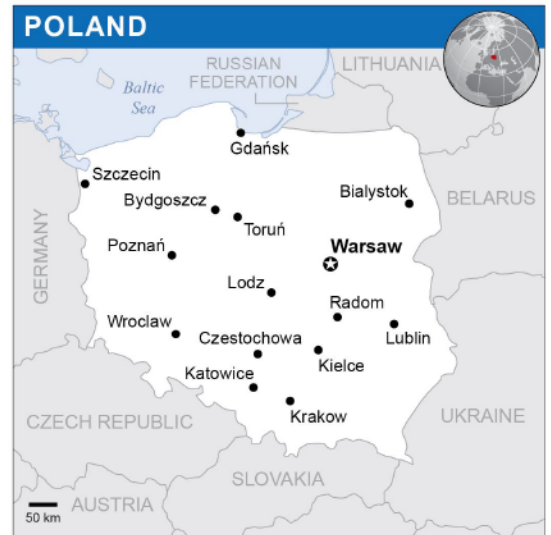 POLAND
RUSSIAN
FEDERATION
LITHUANIA
Baltic
Sea
Gdańsk
Szczecin
Bialystok
Bydgoszcz
Toruń
BELARUS
GERMANY
Poznań
Warsaw
Lodz
Radom
Wroclaw
Czestochowa
Lublin
Kielce
Katowice
Krakow
CZECH REPUBLIC
UKRAINE
SLOVAKIA
AUSTRIA
50 km